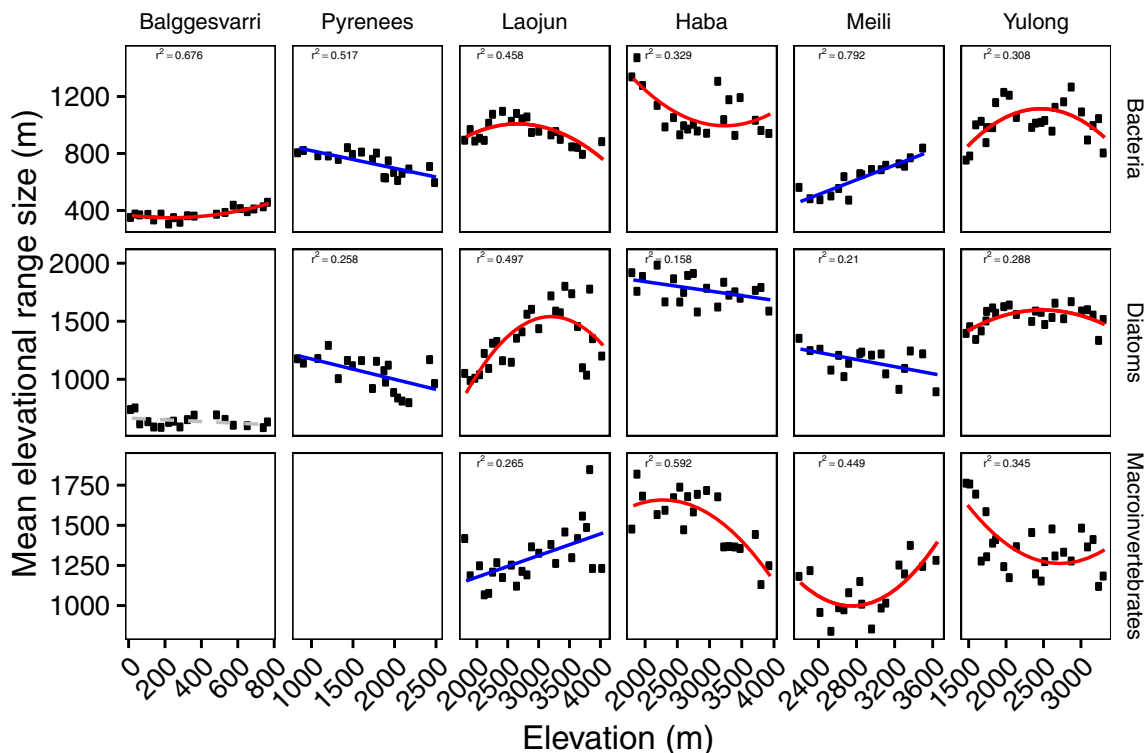 Balggesvarri Pyrenees Laojun Haba Meili Yulong
r² = 0.676 r² = 0.517 r² = 0.458 r² = 0.329 r² = 0.792 r² = 0.308
1200
800
400
Bacteria
r² = 0.258 r² = 0.497 r² = 0.158 r² = 0.21 r² = 0.288
2000
1500
1000
Diatoms
r² = 0.265 r² = 0.592 r² = 0.449 r² = 0.345
1750
1500
1250
1000
Macroinvertebrates
Mean elevational range size (m)
0 200 400 600 800 1000 1500 2000 2500 2000 2500 3000 3500 4000 2000 2500 3000 3500 4000 2400 2800 3200 3600 1500 2000 2500 3000
Elevation (m)